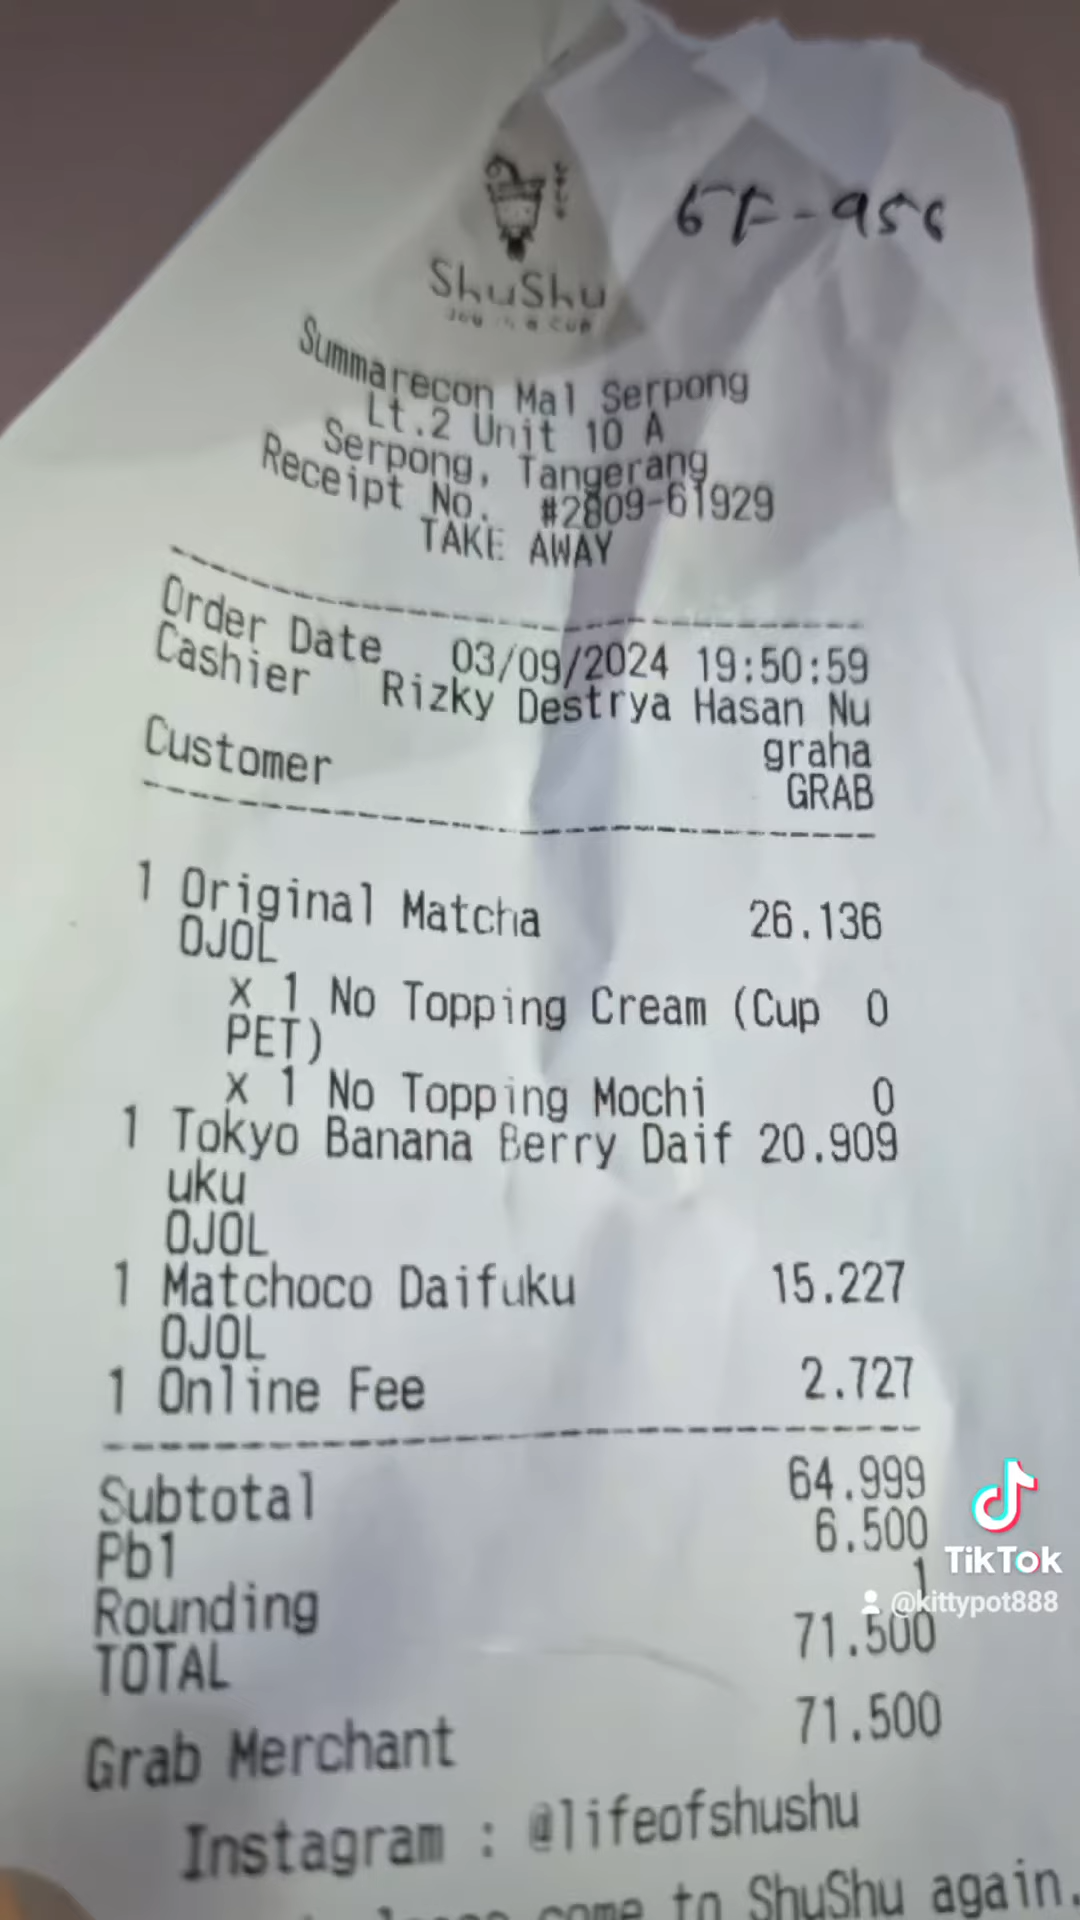 GF-956
ShuShu
Joy in a Cup
Summarecon Mal Serpong
Lt.2 Unit 10 A
Serpong, Tangerang
Receipt No. #2809-61929
TAKE AWAY
Order Date 03/09/2024 19:50:59
Cashier Rizky Destrya Hasan Nu
graha
Customer GRAB
1 Original Matcha 26.136
OJOL
x 1 No Topping Cream (Cup 0
PET)
x 1 No Topping Mochi 0
1 Tokyo Banana Berry Daif 20.909
uku
OJOL
1 Matchoco Daifuku 15.227
OJOL
1 Online Fee 2.727
Subtotal 64.999
Pb1 6.500
Rounding 1
TOTAL 71.500
Grab Merchant 71.500
Instagram : @lifeofshushu
come to ShuShu again.
TikTok
@kittypot888